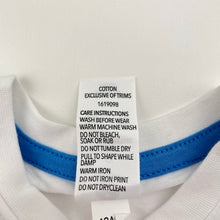 COTTON
EXCLUSIVE OF TRIMS
1619098
CARE INSTRUCTIONS
WASH BEFORE WEAR
WARM MACHINE WASH
DO NOT BLEACH,
SOAK OR RUB
DO NOT TUMBLE DRY
PULL TO SHAPE WHILE
DAMP
WARM IRON
DO NOT IRON PRINT
DO NOT DRYCLEAN